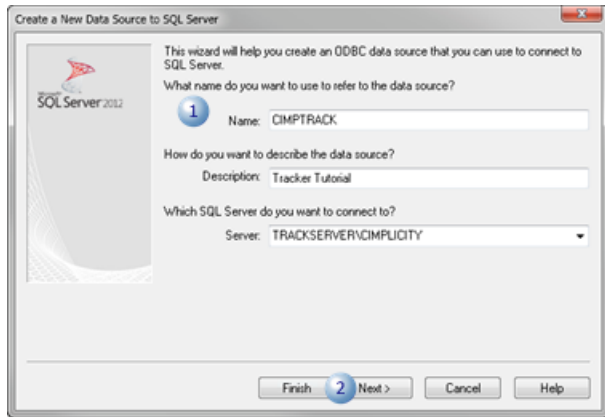 Create a New Data Source to SQL Server
This wizard will help you create an ODBC data source that you can use to connect to
SQL Server.
What name do you want to use to refer to the data source?
Microsoft
SQL Server 2012
1
Name: CIMPTRACK
How do you want to describe the data source?
Description: Tracker Tutorial
Which SQL Server do you want to connect to?
Server: TRACKSERVER\CIMPLICITY
Finish 2 Next > Cancel Help